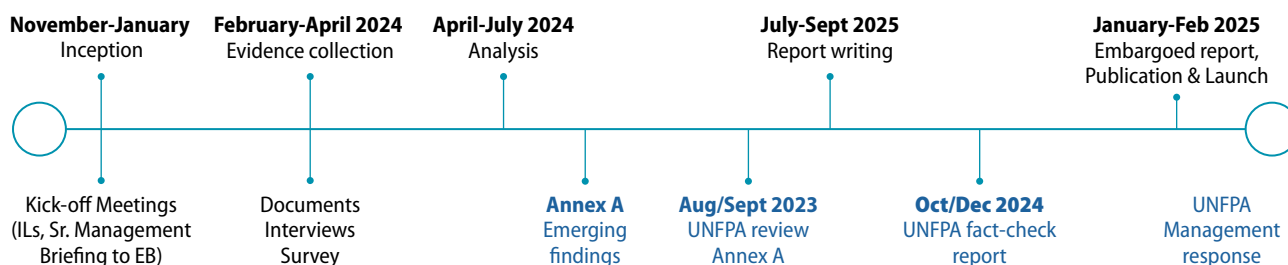 November-January
Inception
February-April 2024
Evidence collection
April-July 2024
Analysis
July-Sept 2025
Report writing
January-Feb 2025
Embargoed report,
Publication & Launch
Kick-off Meetings
(ILs, Sr. Management
Briefing to EB)
Documents
Interviews
Survey
Annex A
Emerging
findings
Aug/Sept 2023
UNFPA review
Annex A
Oct/Dec 2024
UNFPA fact-check
report
UNFPA
Management
response